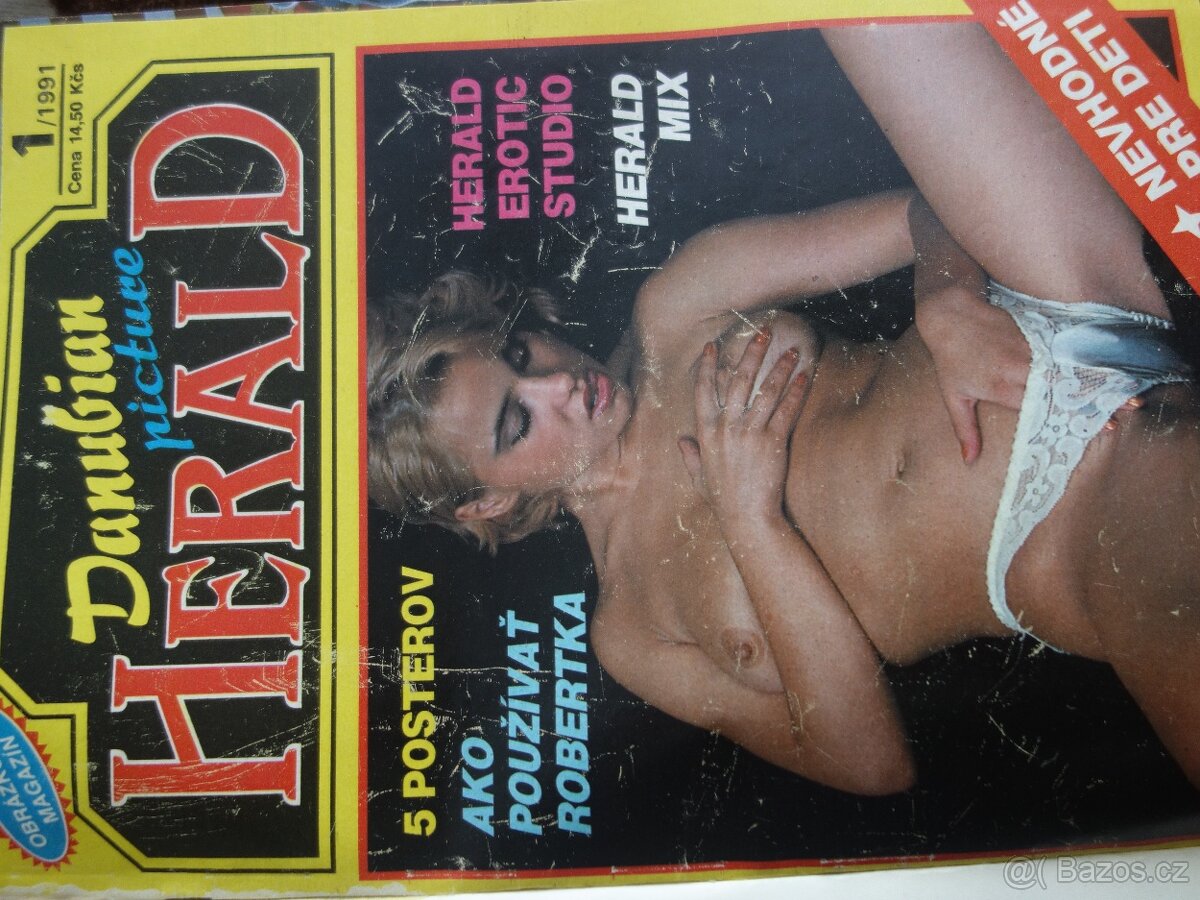 1/1991
Cena 14,50 Kčs
Danubian
picture
HERALD
OBRÁZK
MAGAZÍN
5 POSTEROV
HERALD
EROTIC
STUDIO
AKO
POUŽÍVAŤ
ROBERTKA
HERALD
MIX
NEVHODNÉ
PRE DETI
@( Bazos.cz